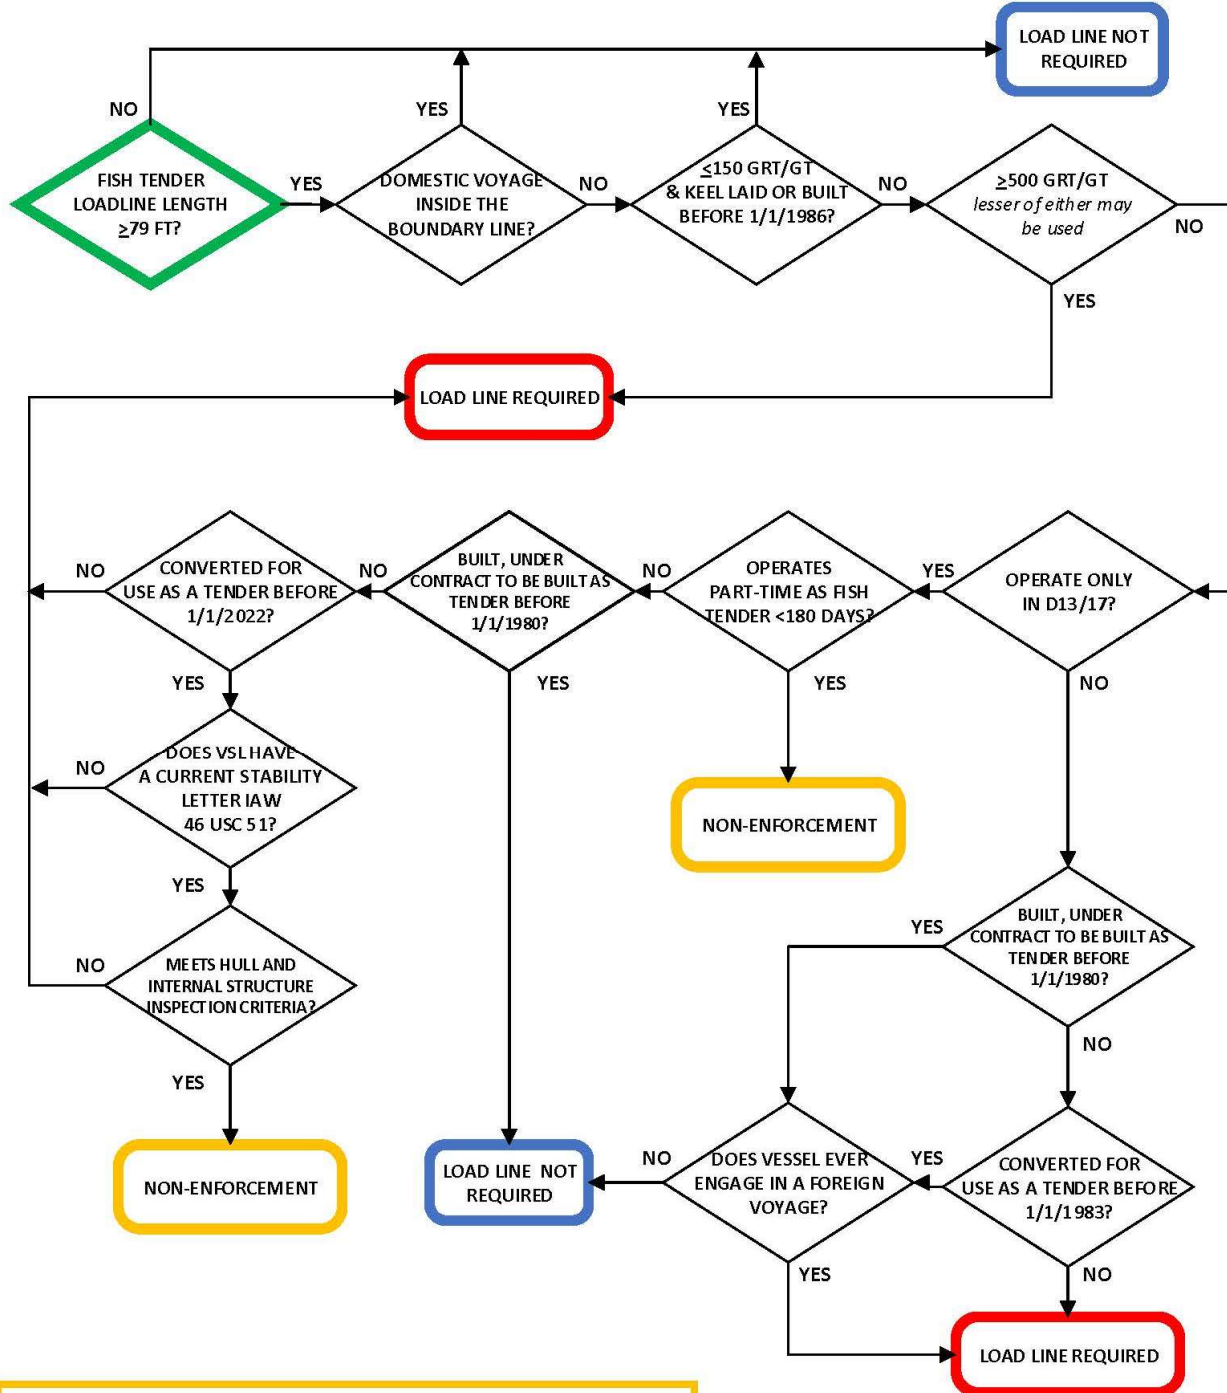 LOAD LINE NOT
REQUIRED
NO
YES
YES
FISH TENDER
LOADLINE LENGTH
≥79 FT?
YES
DOMESTIC VOYAGE
INSIDE THE
BOUNDARY LINE?
NO
≤150 GRT/GT
& KEEL LAID OR BUILT
BEFORE 1/1/1986?
NO
≥500 GRT/GT
lesser of either may
be used
NO
YES
LOAD LINE REQUIRED
NO
CONVERTED FOR
USE AS A TENDER BEFORE
1/1/2022?
NO
BUILT, UNDER
CONTRACT TO BE BUILT AS
TENDER BEFORE
1/1/1980?
NO
OPERATES
PART-TIME AS FISH
TENDER <180 DAYS?
YES
OPERATE ONLY
IN D13/17?
YES
YES
YES
NO
NO
DOES VSL HAVE
A CURRENT STABILITY
LETTER IAW
46 USC 51?
NON-ENFORCEMENT
YES
YES
BUILT, UNDER
CONTRACT TO BE BUILT AS
TENDER BEFORE
1/1/1980?
NO
MEETS HULL AND
INTERNAL STRUCTURE
INSPECTION CRITERIA?
NO
YES
NON-ENFORCEMENT
LOAD LINE NOT
REQUIRED
NO
DOES VESSEL EVER
ENGAGE IN A FOREIGN
VOYAGE?
YES
CONVERTED FOR
USE AS A TENDER BEFORE
1/1/1983?
YES
NO
LOAD LINE REQUIRED